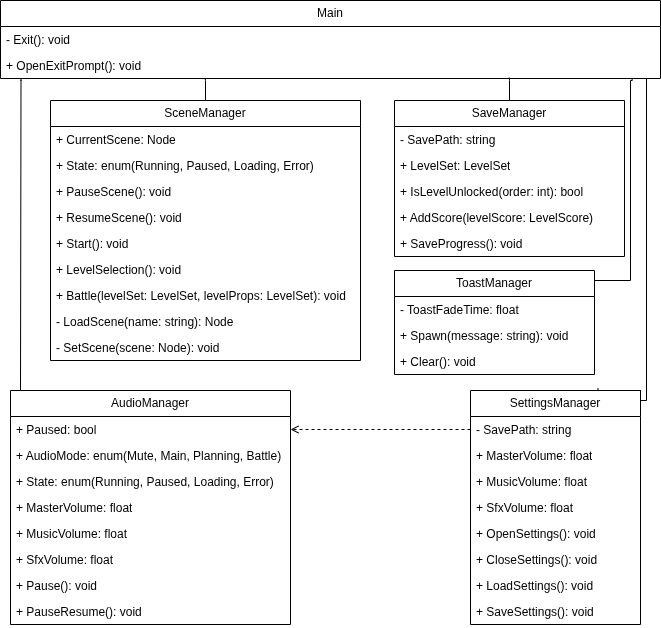 Main
- Exit(): void
+ OpenExitPrompt(): void
SceneManager
+ CurrentScene: Node
+ State: enum(Running, Paused, Loading, Error)
+ PauseScene(): void
+ ResumeScene(): void
+ Start(): void
+ LevelSelection(): void
+ Battle(levelSet: LevelSet, levelProps: LevelSet): void
- LoadScene(name: string): Node
- SetScene(scene: Node): void
SaveManager
- SavePath: string
+ LevelSet: LevelSet
+ IsLevelUnlocked(order: int): bool
+ AddScore(levelScore: LevelScore)
+ SaveProgress(): void
ToastManager
- ToastFadeTime: float
+ Spawn(message: string): void
+ Clear(): void
AudioManager
+ Paused: bool
+ AudioMode: enum(Mute, Main, Planning, Battle)
+ State: enum(Running, Paused, Loading, Error)
+ MasterVolume: float
+ MusicVolume: float
+ SfxVolume: float
+ Pause(): void
+ PauseResume(): void
SettingsManager
- SavePath: string
+ MasterVolume: float
+ MusicVolume: float
+ SfxVolume: float
+ OpenSettings(): void
+ CloseSettings(): void
+ LoadSettings(): void
+ SaveSettings(): void